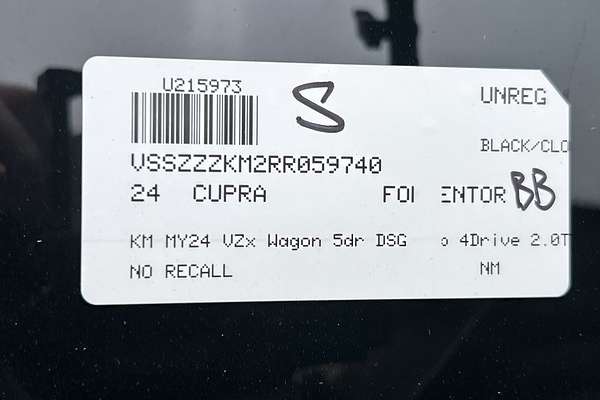 U215973
S
UNREG
BLACK/CLO
VSSZZZKM2RR059740
24 CUPRA FOR ENTOR BB
KM MY24 VZx Wagon 5dr DSG o 4Drive 2.0T
NO RECALL NM